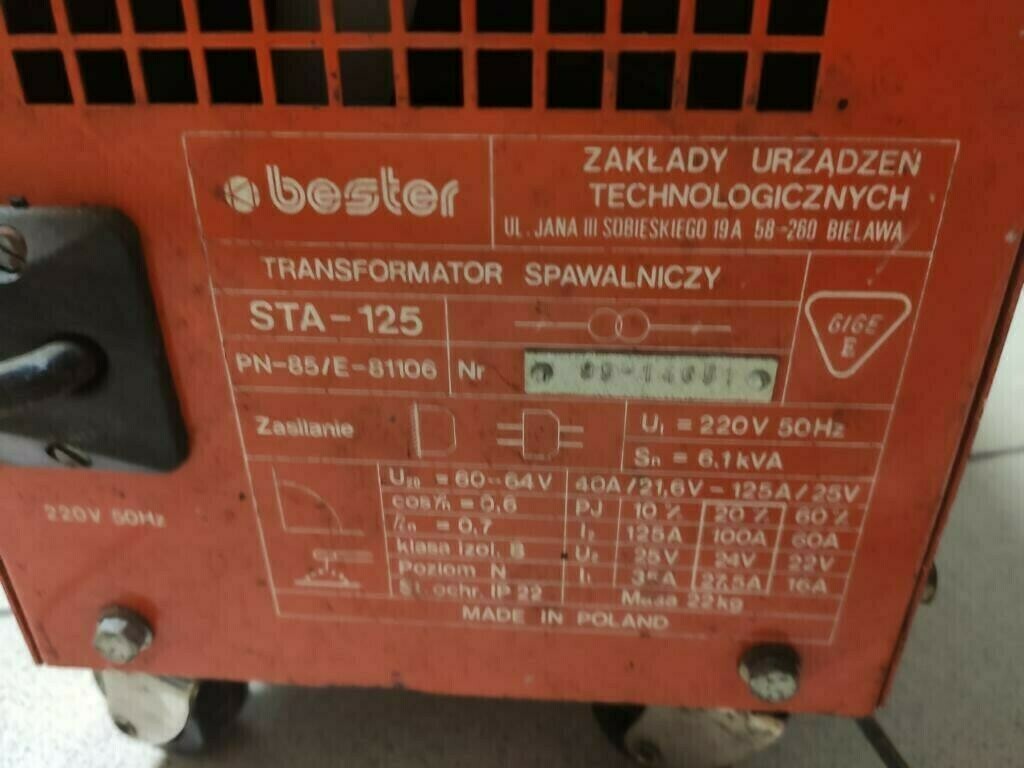 bester
ZAKŁADY URZĄDZEŃ
TECHNOLOGICZNYCH
UL. JANA III SOBIESKIEGO 19A 58-260 BIELAWA
TRANSFORMATOR SPAWALNICZY
STA-125
PN-85/E-81106 Nr
GIGE
E
Zasilanie
U₁ = 220V 50Hz
Sₙ = 6,1kVA
U₂₀ = 60-64V
40A/21,6V - 125A/25V
= 0,6
PJ 10% 20% 60%
= 0,7
I₂ 125A 100A 60A
klasa izol. B
U₂ 25V 24V 22V
Poziom N
I₁ 35A 27,5A 16A
St. ochr. IP 22
Masa 22kg
MADE IN POLAND
220V 50Hz